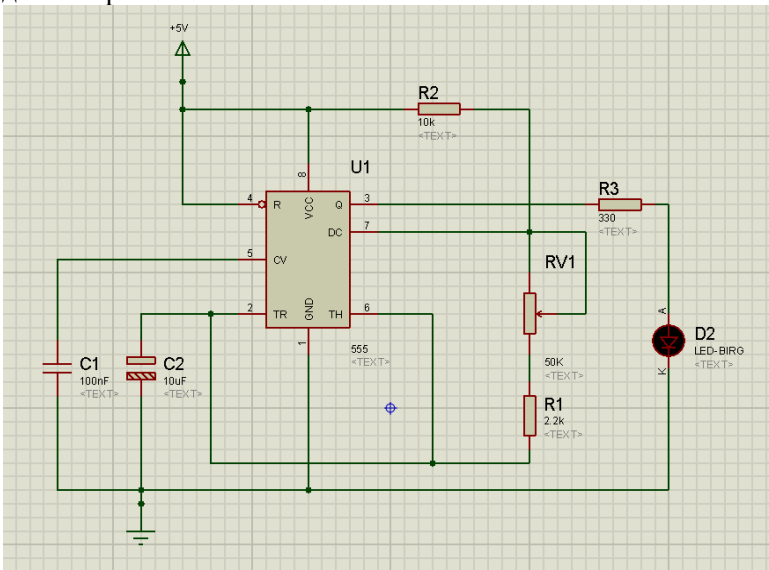 +5V
R2
10k
<TEXT>
U1
8
4
R
VCC
Q
3
R3
330
<TEXT>
DC
7
5
CV
RV1
2
TR
GND
TH
6
1
555
<TEXT>
50K
<TEXT>
A
D2
LED-BIRG
<TEXT>
K
C1
100nF
<TEXT>
C2
10uF
<TEXT>
R1
2.2k
<TEXT>